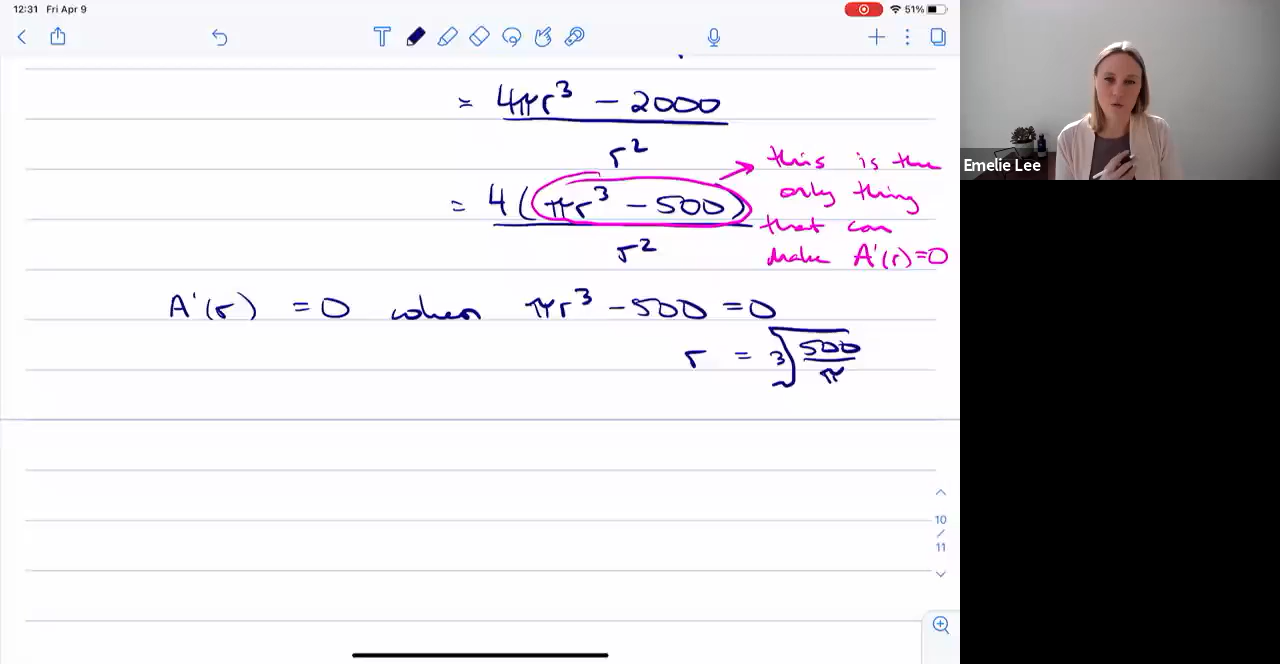 12:31 Fri Apr 9
51%
T
= 4πr³ − 2000
r²
= 4(πr³ − 500)
r²
this is the
only thing
that can
make A'(r)=0
A'(r) = 0 when πr³ − 500 = 0
r = ³√500
π
10
/
11
Emelie Lee